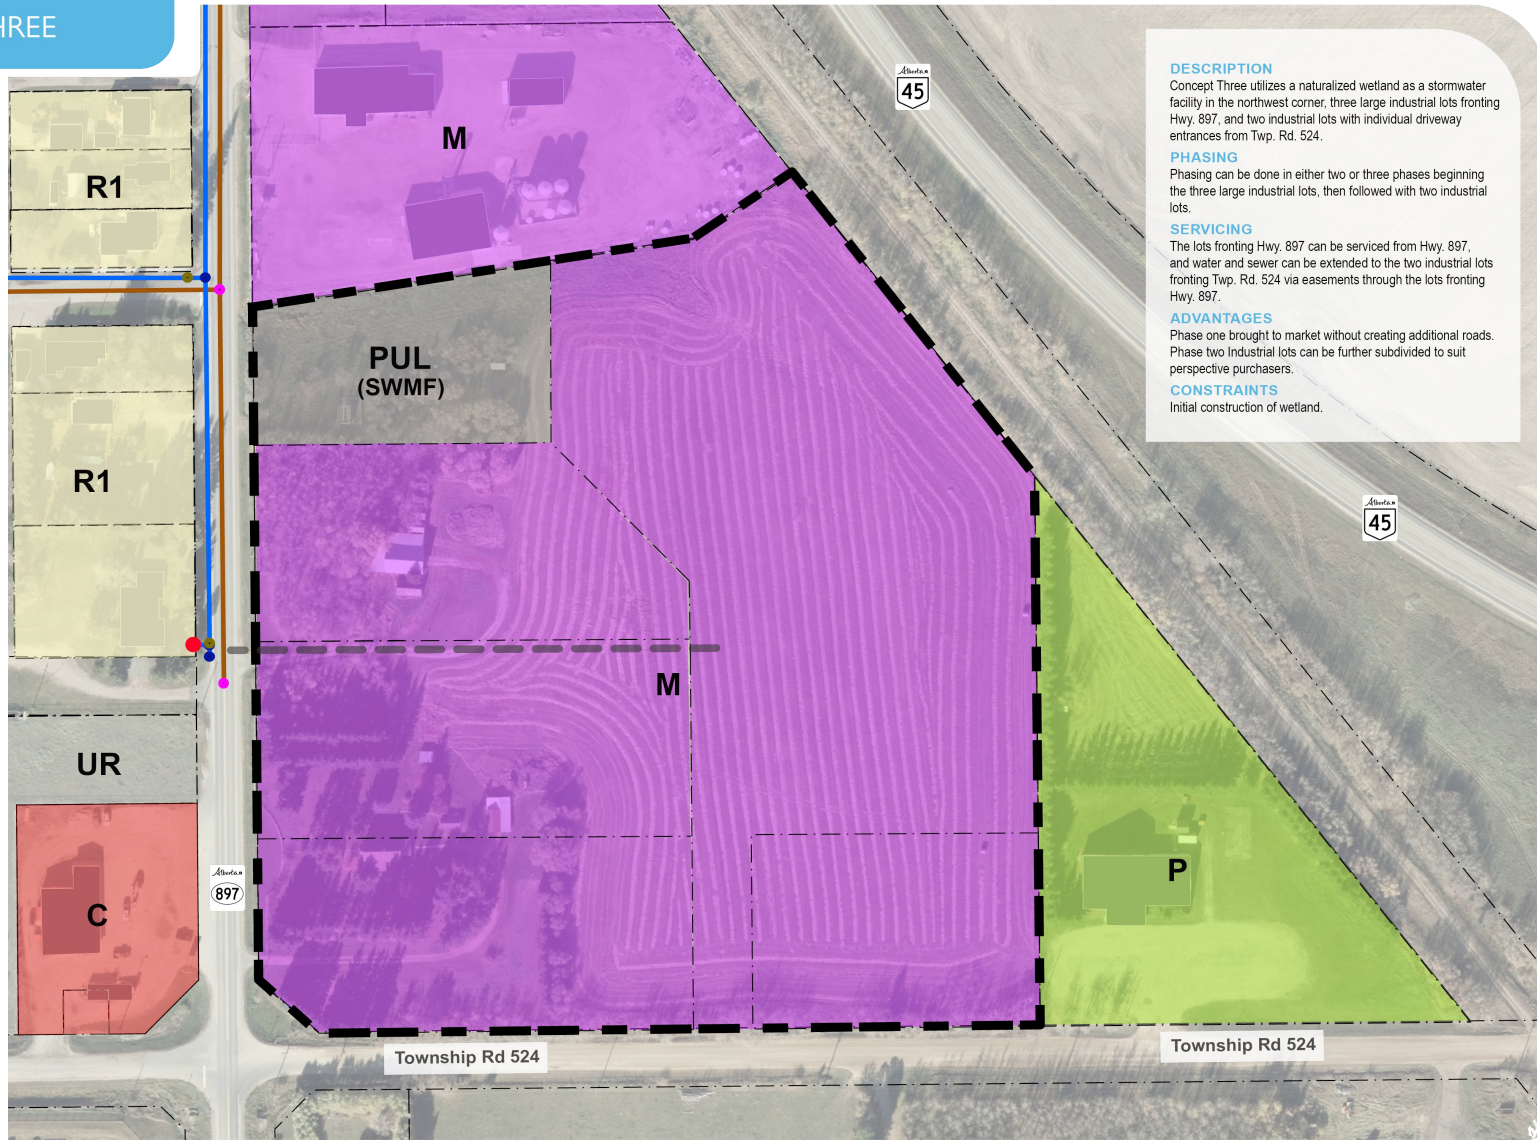 HREE
DESCRIPTION
Concept Three utilizes a naturalized wetland as a stormwater
facility in the northwest corner, three large industrial lots fronting
Hwy. 897, and two industrial lots with individual driveway
entrances from Twp. Rd. 524.
PHASING
Phasing can be done in either two or three phases beginning
the three large industrial lots, then followed with two industrial
lots.
SERVICING
The lots fronting Hwy. 897 can be serviced from Hwy. 897,
and water and sewer can be extended to the two industrial lots
fronting Twp. Rd. 524 via easements through the lots fronting
Hwy. 897.
ADVANTAGES
Phase one brought to market without creating additional roads.
Phase two Industrial lots can be further subdivided to suit
perspective purchasers.
CONSTRAINTS
Initial construction of wetland.
Alberta
45
M
R1
PUL
(SWMF)
R1
Alberta
45
M
UR
Alberta
897
C
P
Township Rd 524
Township Rd 524